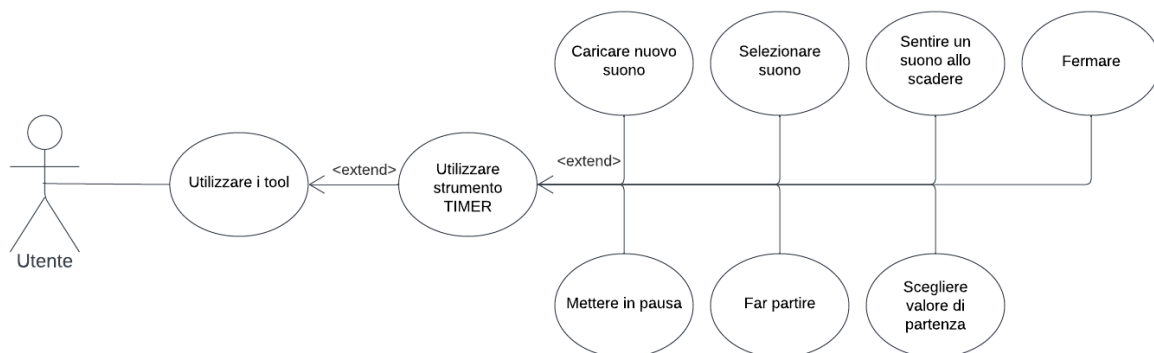 Caricare nuovo
suono
Selezionare
suono
Sentire un
suono allo
scadere
Fermare
Utilizzare i tool
<extend>
Utilizzare
strumento
TIMER
<extend>
Utente
Mettere in pausa
Far partire
Scegliere
valore di
partenza